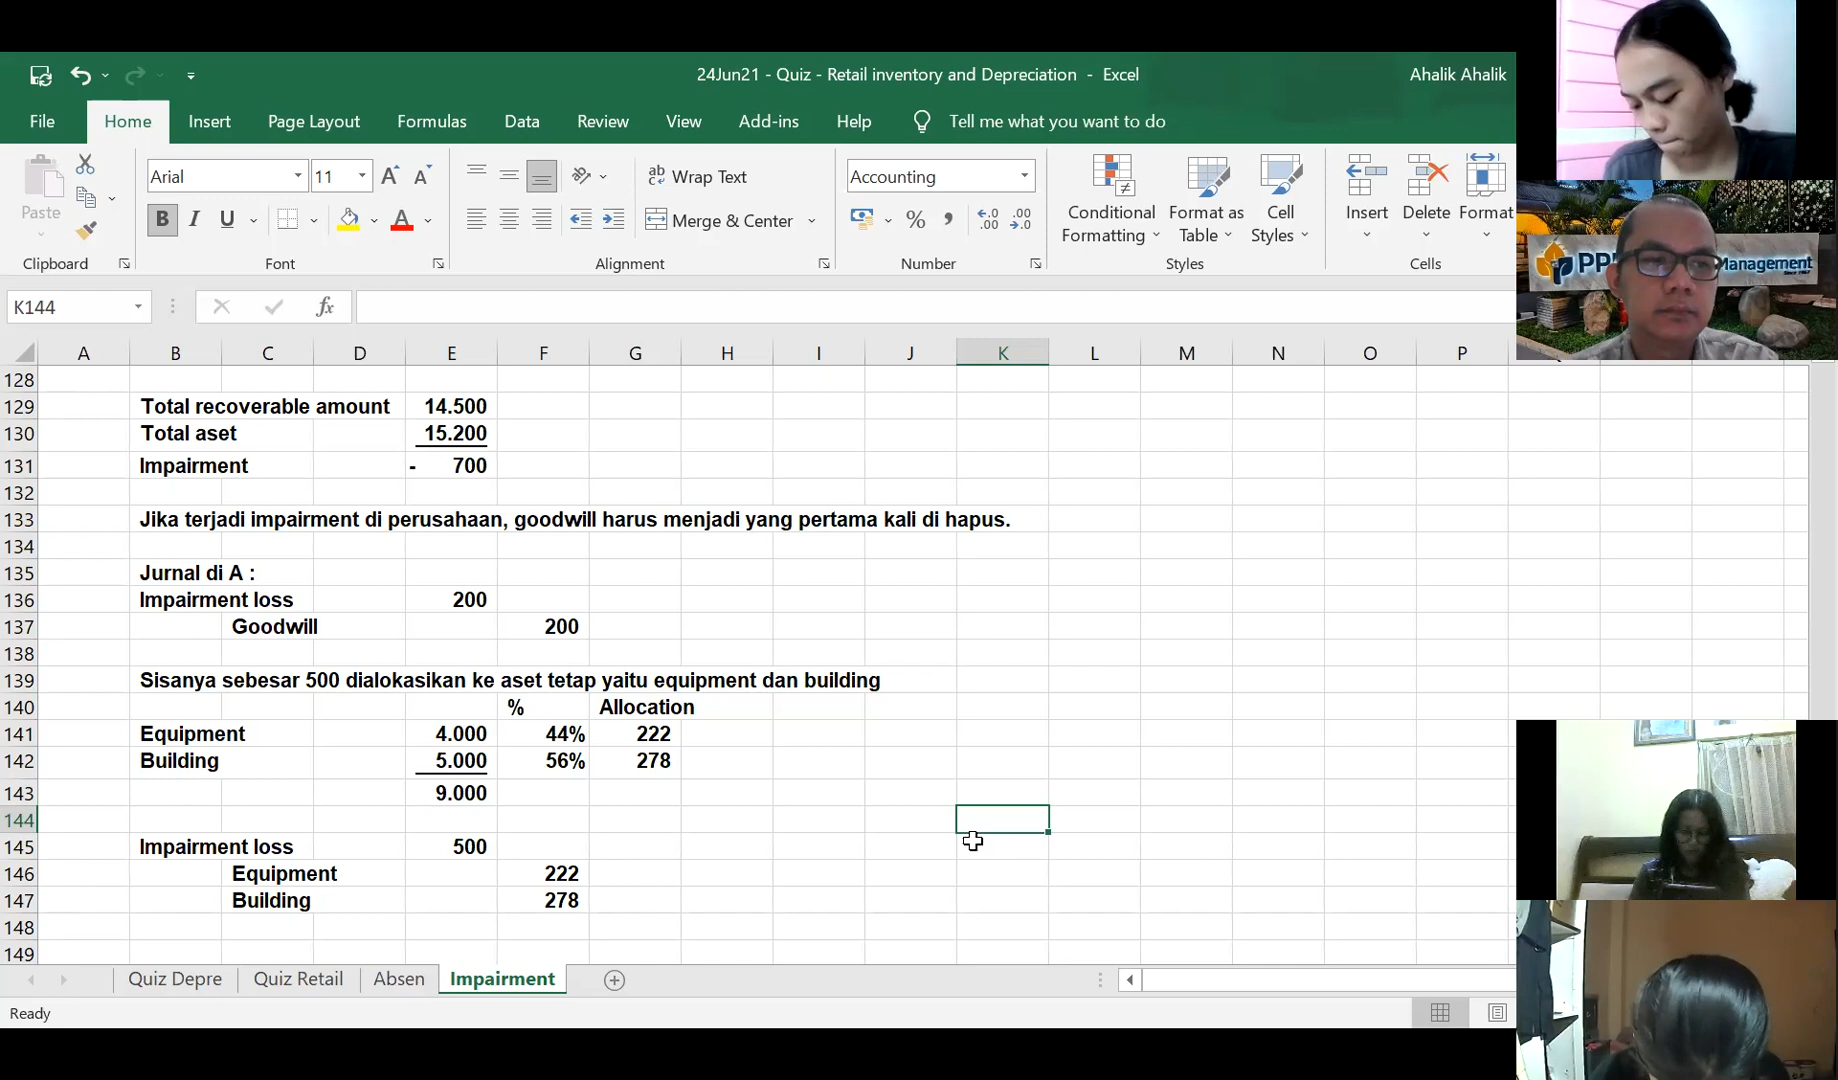 24Jun21 - Quiz - Retail inventory and Depreciation - Excel
Ahalik Ahalik
File Home Insert Page Layout Formulas Data Review View Add-ins Help Tell me what you want to do
Paste
Clipboard
Arial 11
B I U
Font
Wrap Text
Merge & Center
Alignment
Accounting
% ,
Number
Conditional Formatting
Format as Table
Cell Styles
Styles
Insert Delete Format
Cells
K144 fx
A B C D E F G H I J K L M N O P
128
129 Total recoverable amount 14.500
130 Total aset 15.200
131 Impairment - 700
132
133 Jika terjadi impairment di perusahaan, goodwill harus menjadi yang pertama kali di hapus.
134
135 Jurnal di A :
136 Impairment loss 200
137 Goodwill 200
138
139 Sisanya sebesar 500 dialokasikan ke aset tetap yaitu equipment dan building
140 % Allocation
141 Equipment 4.000 44% 222
142 Building 5.000 56% 278
143 9.000
144
145 Impairment loss 500
146 Equipment 222
147 Building 278
148
149
Quiz Depre Quiz Retail Absen Impairment
Ready
PP
Management